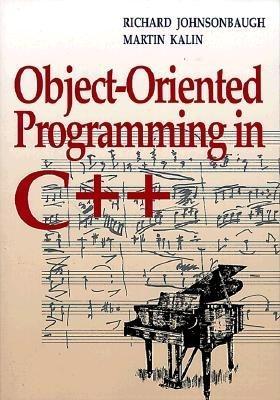 RICHARD JOHNSONBAUGH
MARTIN KALIN
Object-Oriented
Programming in
C++